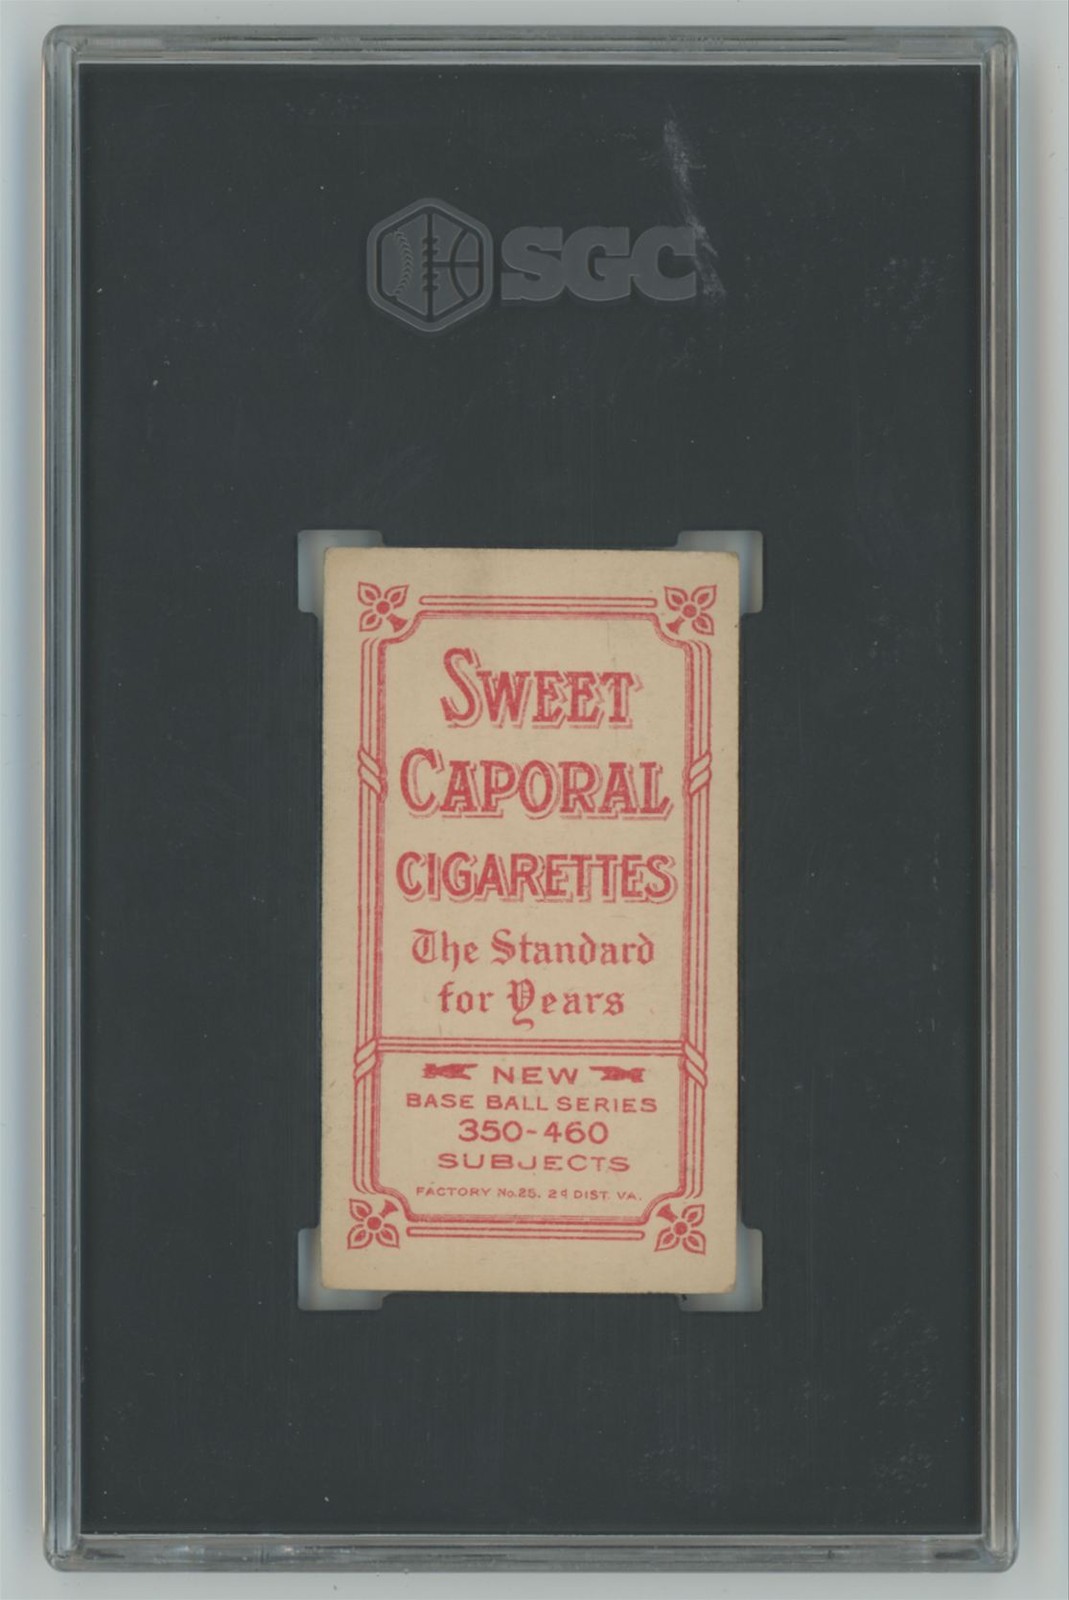 SGC
SWEET
CAPORAL
CIGARETTES
The Standard
for Years
NEW
BASE BALL SERIES
350-460
SUBJECTS
FACTORY No. 25, 2d DIST. VA.